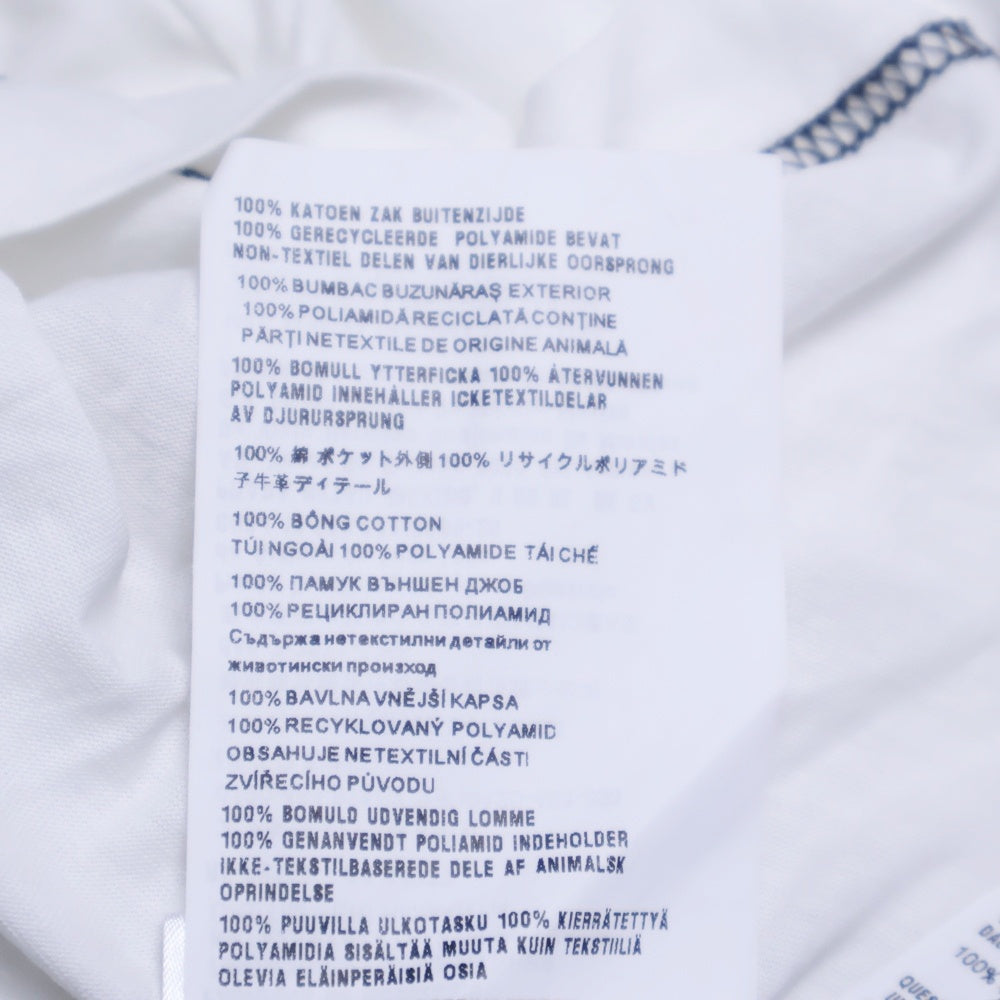 100% KATOEN ZAK BUITENZIJDE
100% GERECYCLEERDE POLYAMIDE BEVAT
NON-TEXTIEL DELEN VAN DIERLIJKE OORSPRONG
100% BUMBAC BUZUNĂRAȘ EXTERIOR
100% POLIAMIDĂ RECICLATĂ CONȚINE
PĂRȚI NETEXTILE DE ORIGINE ANIMALĂ
100% BOMULL YTTERFICKA 100% ÅTERVUNNEN
POLYAMID INNEHÅLLER ICKETEXTILDELAR
AV DJURURSPRUNG
100% 綿 ポケット外側 100% リサイクルポリアミド
子牛革ディテール
100% BÔNG COTTON
TÚI NGOÀI 100% POLYAMIDE TÁI CHẾ
100% ПАМУК ВЪНШЕН ДЖОБ
100% РЕЦИКЛИРАН ПОЛИАМИД
Съдържа нетекстилни детайли от
животински произход
100% BAVLNA VNĚJŠÍ KAPSA
100% RECYKLOVANÝ POLYAMID
OBSAHUJE NETEXTILNÍ ČÁSTI
ZVÍŘECÍHO PŮVODU
100% BOMULD UDVENDIG LOMME
100% GENANVENDT POLIAMID INDEHOLDER
IKKE-TEKSTILBASEREDE DELE AF ANIMALSK
OPRINDELSE
100% PUUVILLA ULKOTASKU 100% KIERRÄTETTYÄ
POLYAMIDIA SISÄLTÄÄ MUUTA KUIN TEKSTIILIÄ
OLEVIA ELÄINPERÄISIÄ OSIA
100%